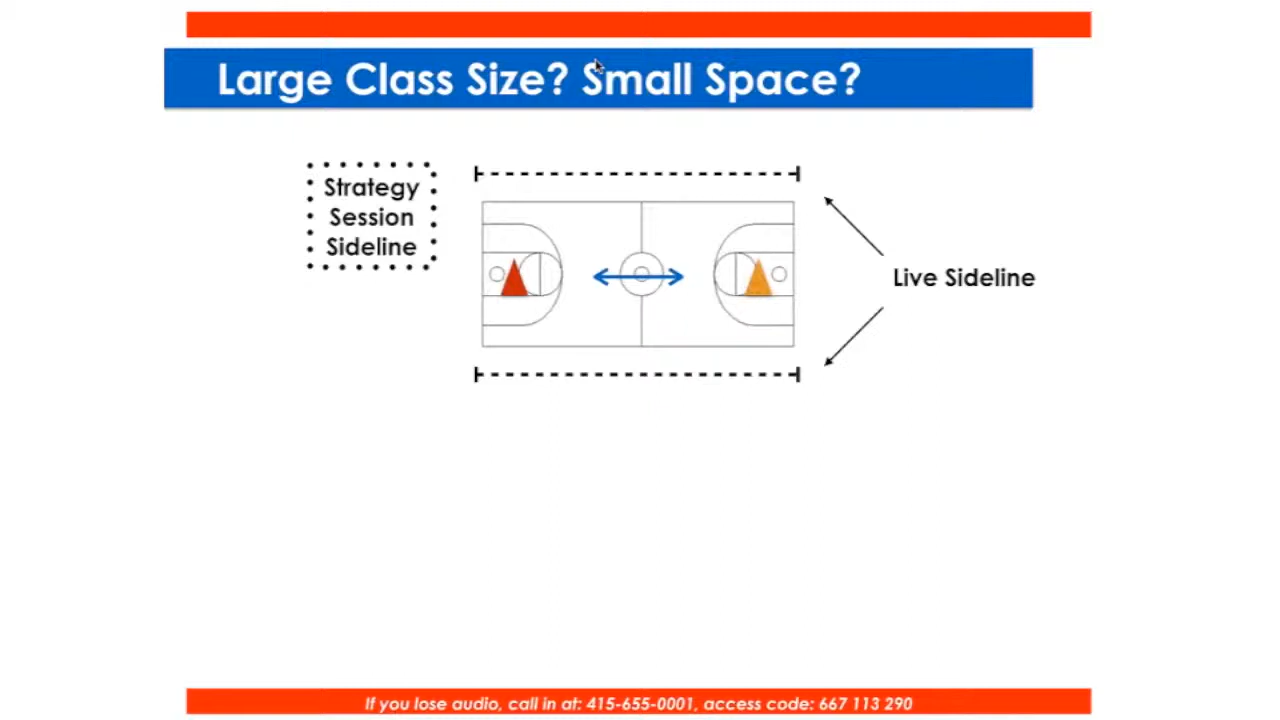 Large Class Size? Small Space?
Strategy
Session
Sideline
Live Sideline
If you lose audio, call in at: 415-655-0001, access code: 667 113 290